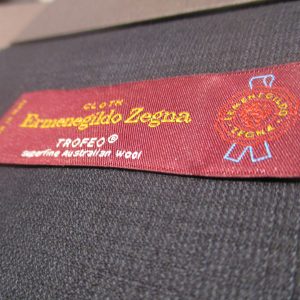 CLOTH
Ermenegildo Zegna
TROFEO®
superfine Australian Wool
ERMENEGILDO
ZEGNA